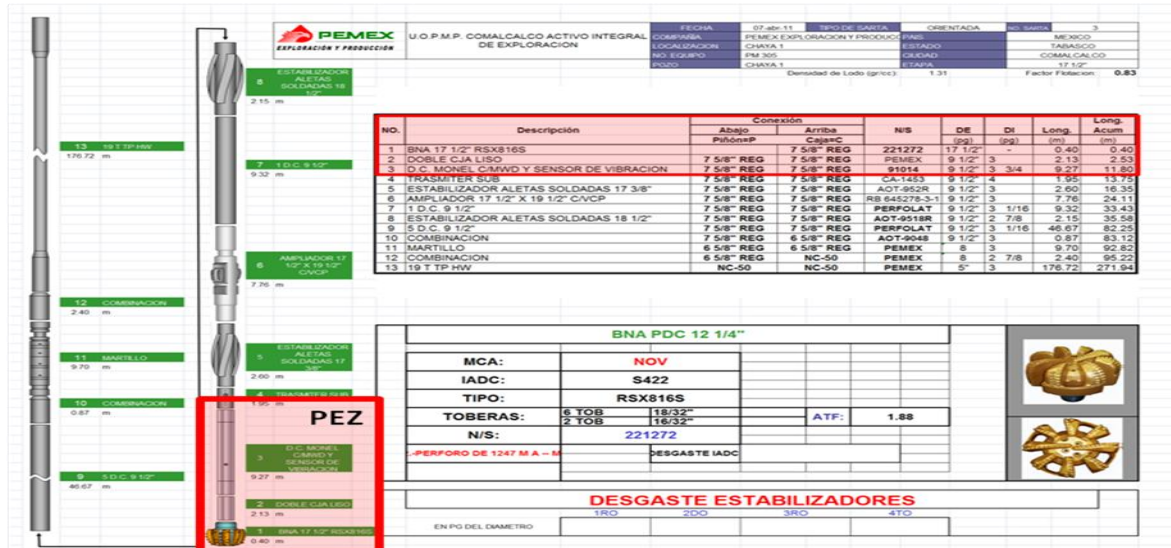 PEMEX
EXPLORACIÓN Y PRODUCCIÓN
U.O.P.M.P. COMALCALCO ACTIVO INTEGRAL DE EXPLORACION
FECHA 07-abr-11 TIPO DE SARTA ORIENTADA NO. SARTA 3
COMPAÑIA PEMEX EXPLORACION Y PRODUCC PAIS MEXICO
LOCALIZACION CHAYA 1 ESTADO TABASCO
NO. EQUIPO PM 305 CIUDAD COMALCALCO
POZO CHAYA 1 ETAPA 17 1/2"
Densidad de Lodo (gr/cc): 1.31 Factor Flotacion: 0.83
8 ESTABILIZADOR ALETAS SOLDADAS 18 1/2"
2.15 m
13 19 T TP HW
176.72 m
7 1 D.C. 9 1/2"
9.32 m
6 AMPLIADOR 17 1/2" X 19 1/2" C/VCP
7.76 m
12 COMBINACION
2.40 m
11 MARTILLO
9.70 m
5 ESTABILIZADOR ALETAS SOLDADAS 17 3/8"
2.60 m
10 COMBINACION
0.87 m
4 TRASMITER SUB
1.95 m
PEZ
3 D.C. MONEL C/MWD Y SENSOR DE VIBRACION
9.27 m
9 5 D.C. 9 1/2"
46.67 m
2 DOBLE CJA LISO
2.13 m
1 BNA 17 1/2" RSX816S
0.40 m
NO. Descripción Conexión N/S DE DI Long. Long. Acum
Abajo Arriba
Piñón=P Caja=C (pg) (pg) (m) (m)
1 BNA 17 1/2" RSX816S 7 5/8" REG 221272 17 1/2" - 0.40 0.40
2 DOBLE CJA LISO 7 5/8" REG 7 5/8" REG PEMEX 9 1/2" 3 2.13 2.53
3 D.C. MONEL C/MWD Y SENSOR DE VIBRACION 7 5/8" REG 7 5/8" REG 91014 9 1/2" 3 3/4 9.27 11.80
4 TRASMITER SUB 7 5/8" REG 7 5/8" REG CA-1453 9 1/2" 4 1.95 13.75
5 ESTABILIZADOR ALETAS SOLDADAS 17 3/8" 7 5/8" REG 7 5/8" REG AOT-952R 9 1/2" 3 2.60 16.35
6 AMPLIADOR 17 1/2" X 19 1/2" C/VCP 7 5/8" REG 7 5/8" REG RB 645278-3-1 9 1/2" 3 7.76 24.11
7 1 D.C. 9 1/2" 7 5/8" REG 7 5/8" REG PERFOLAT 9 1/2" 3 1/16 9.32 33.43
8 ESTABILIZADOR ALETAS SOLDADAS 18 1/2" 7 5/8" REG 7 5/8" REG AOT-9518R 9 1/2" 2 7/8 2.15 35.58
9 5 D.C. 9 1/2" 7 5/8" REG 7 5/8" REG PERFOLAT 9 1/2" 3 1/16 46.67 82.25
10 COMBINACION 7 5/8" REG 6 5/8" REG AOT-9048 9 1/2" 3 0.87 83.12
11 MARTILLO 6 5/8" REG 6 5/8" REG PEMEX 8 3 9.70 92.82
12 COMBINACION 6 5/8" REG NC-50 PEMEX 8 2 7/8 2.40 95.22
13 19 T TP HW NC-50 NC-50 PEMEX 5" 3 176.72 271.94
BNA PDC 12 1/4"
MCA: NOV
IADC: S422
TIPO: RSX816S
TOBERAS: 6 TOB 18/32" ATF: 1.88
2 TOB 16/32"
N/S: 221272
.-PERFORO DE 1247 M A -- M DESGASTE IADC
DESGASTE ESTABILIZADORES
1RO 2DO 3RO 4TO
EN PG DEL DIAMETRO